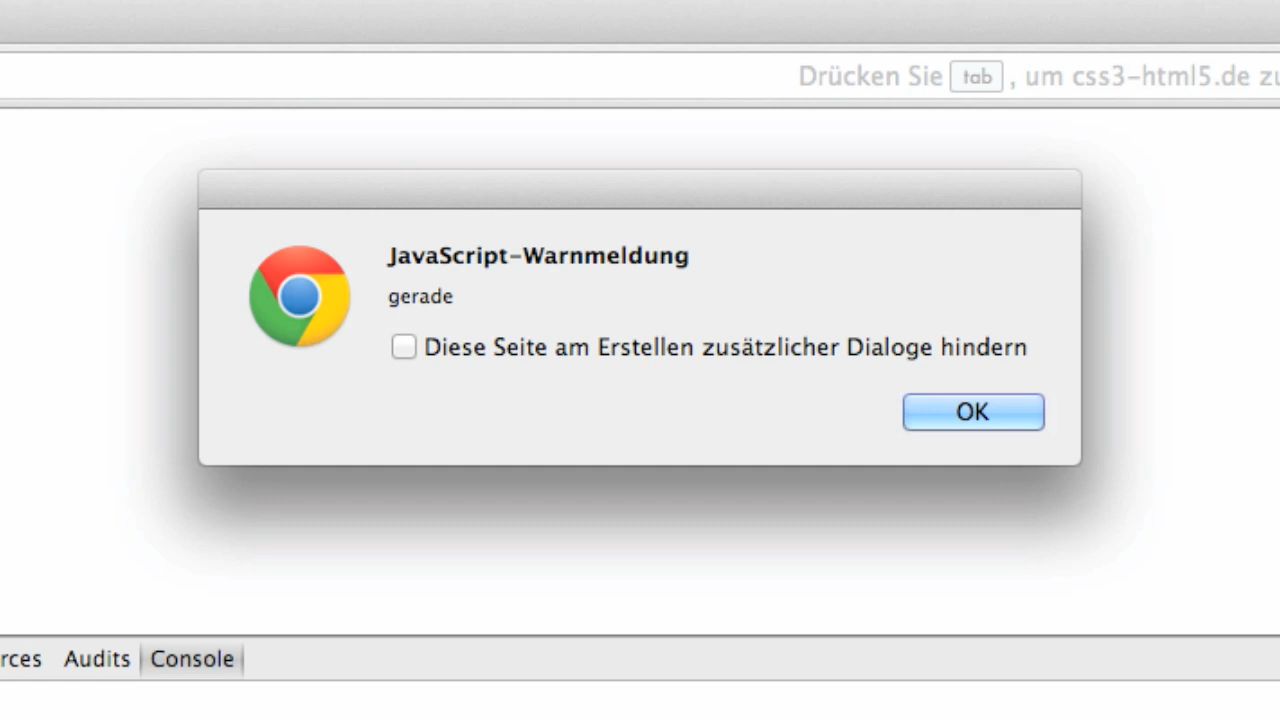 Drücken Sie tab , um css3-html5.de zu
JavaScript-Warnmeldung
gerade
Diese Seite am Erstellen zusätzlicher Dialoge hindern
OK
rces Audits Console